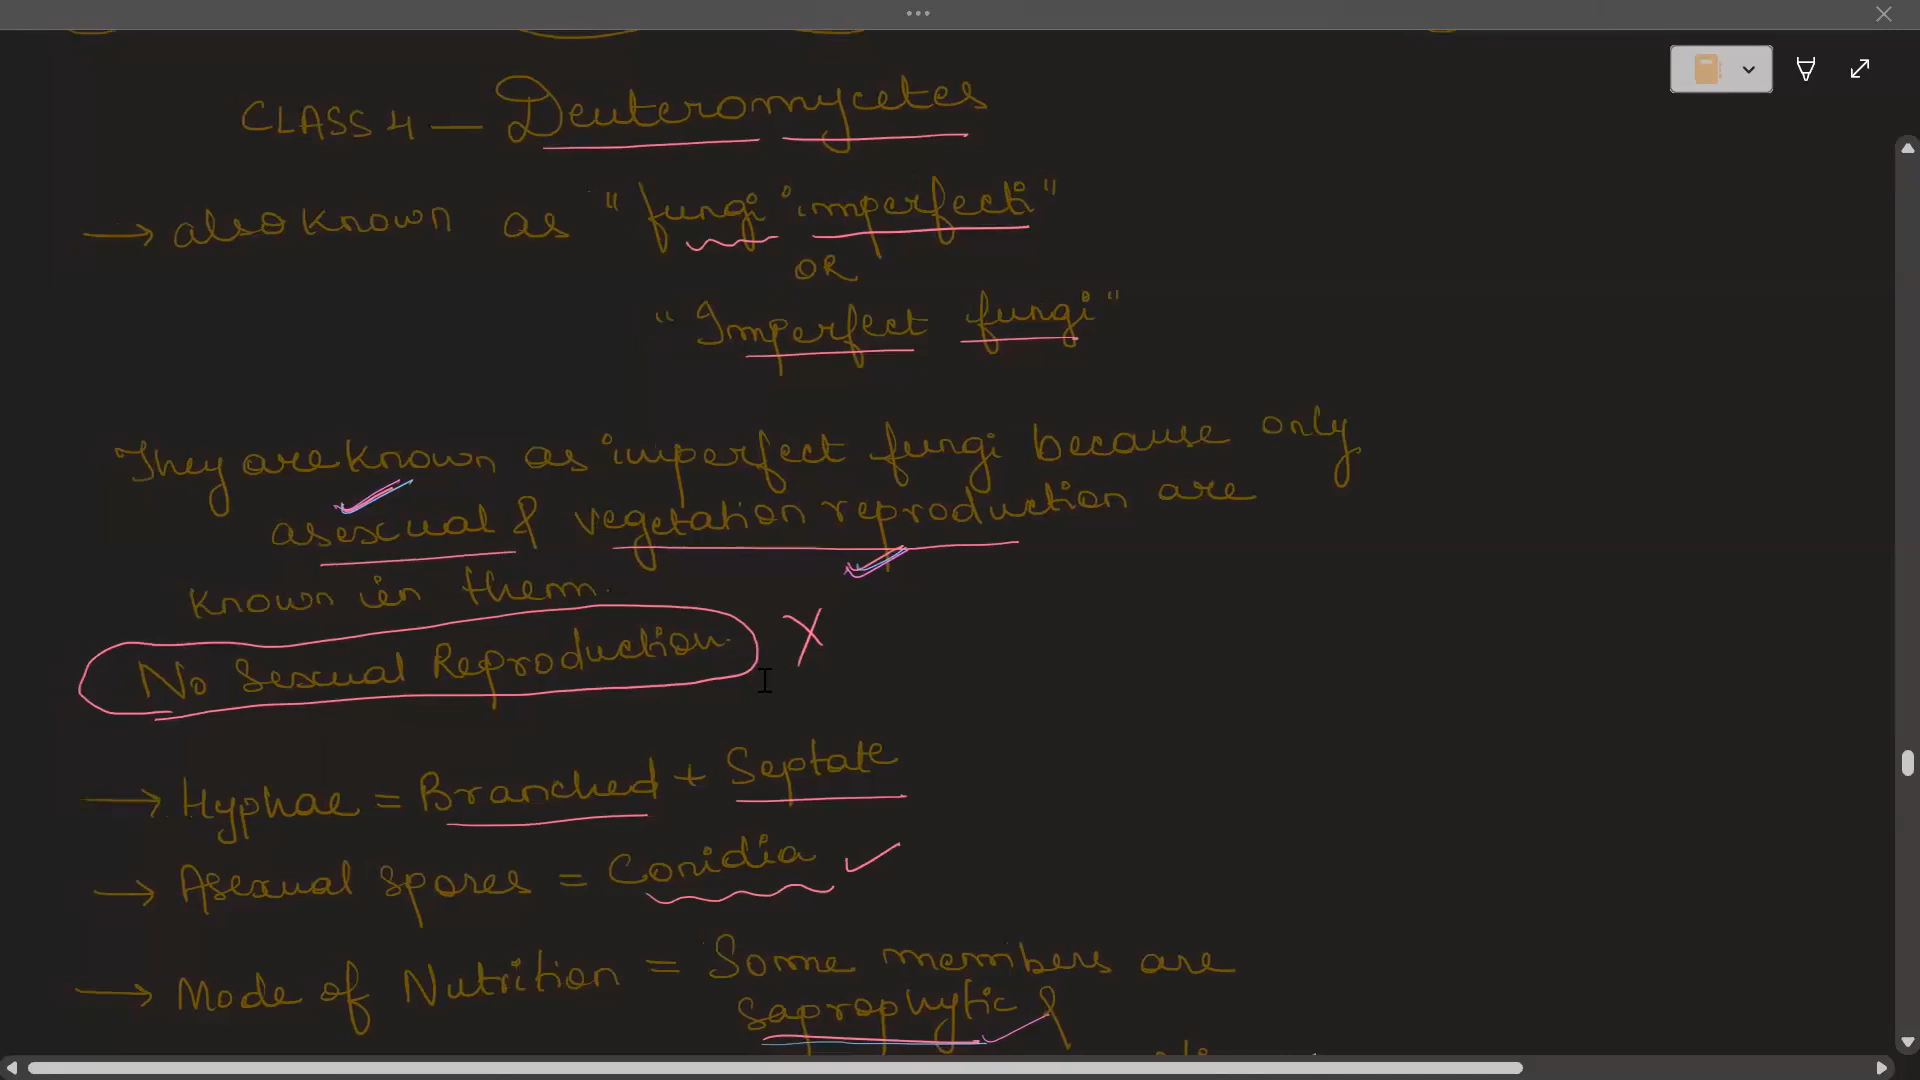 CLASS 4 — Deuteromycetes
→ also known as "fungi imperfecti"
OR
"Imperfect fungi"
They are known as imperfect fungi because only
asexual & vegetation reproduction are
known in them.
No Sexual Reproduction. X
→ Hyphae = Branched + Septate
→ Asexual spores = Conidia ✓
→ Mode of Nutrition = Some members are
saprophytic &